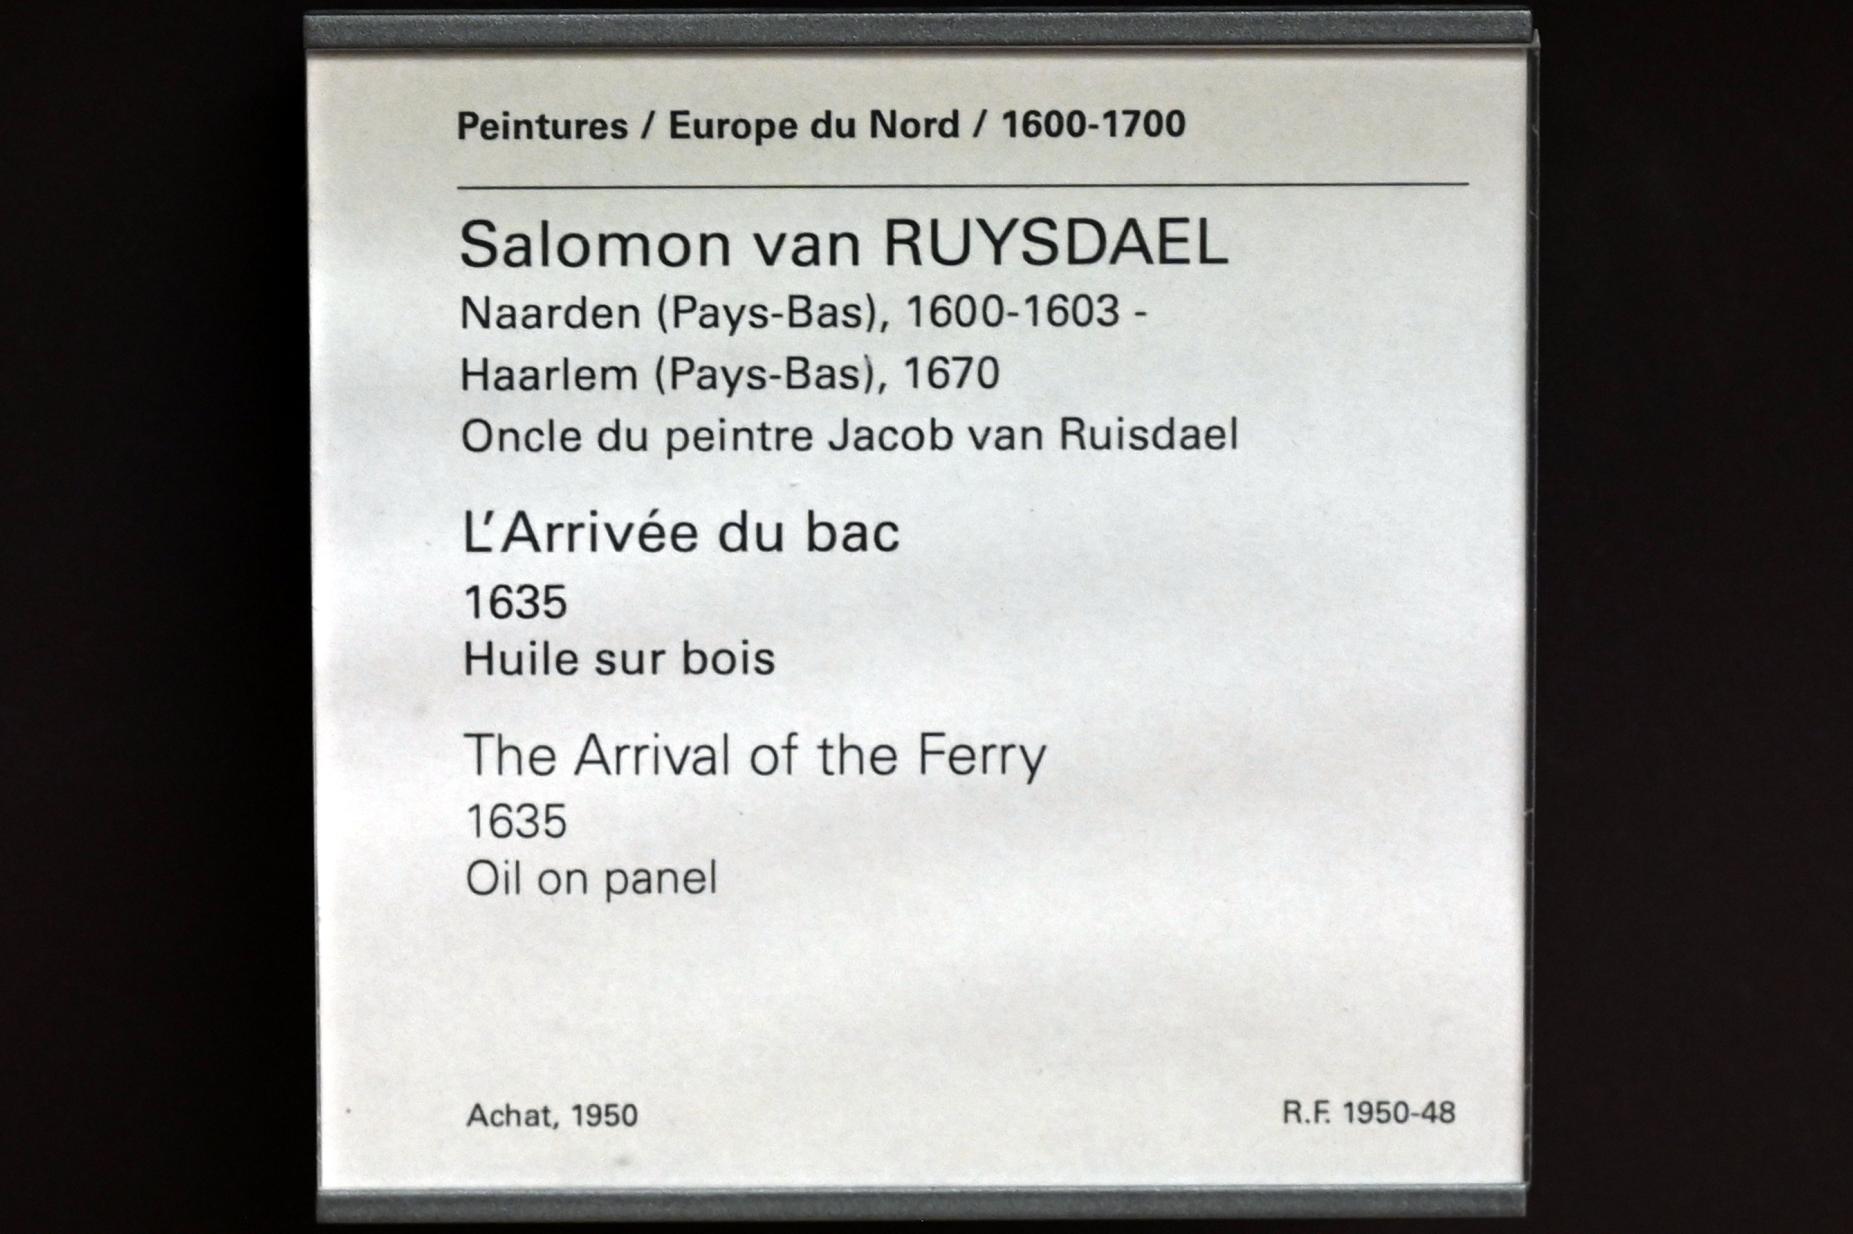 Peintures / Europe du Nord / 1600-1700
Salomon van RUYSDAEL
Naarden (Pays-Bas), 1600-1603 -
Haarlem (Pays-Bas), 1670
Oncle du peintre Jacob van Ruisdael
L'Arrivée du bac
1635
Huile sur bois
The Arrival of the Ferry
1635
Oil on panel
Achat, 1950
R.F. 1950-48